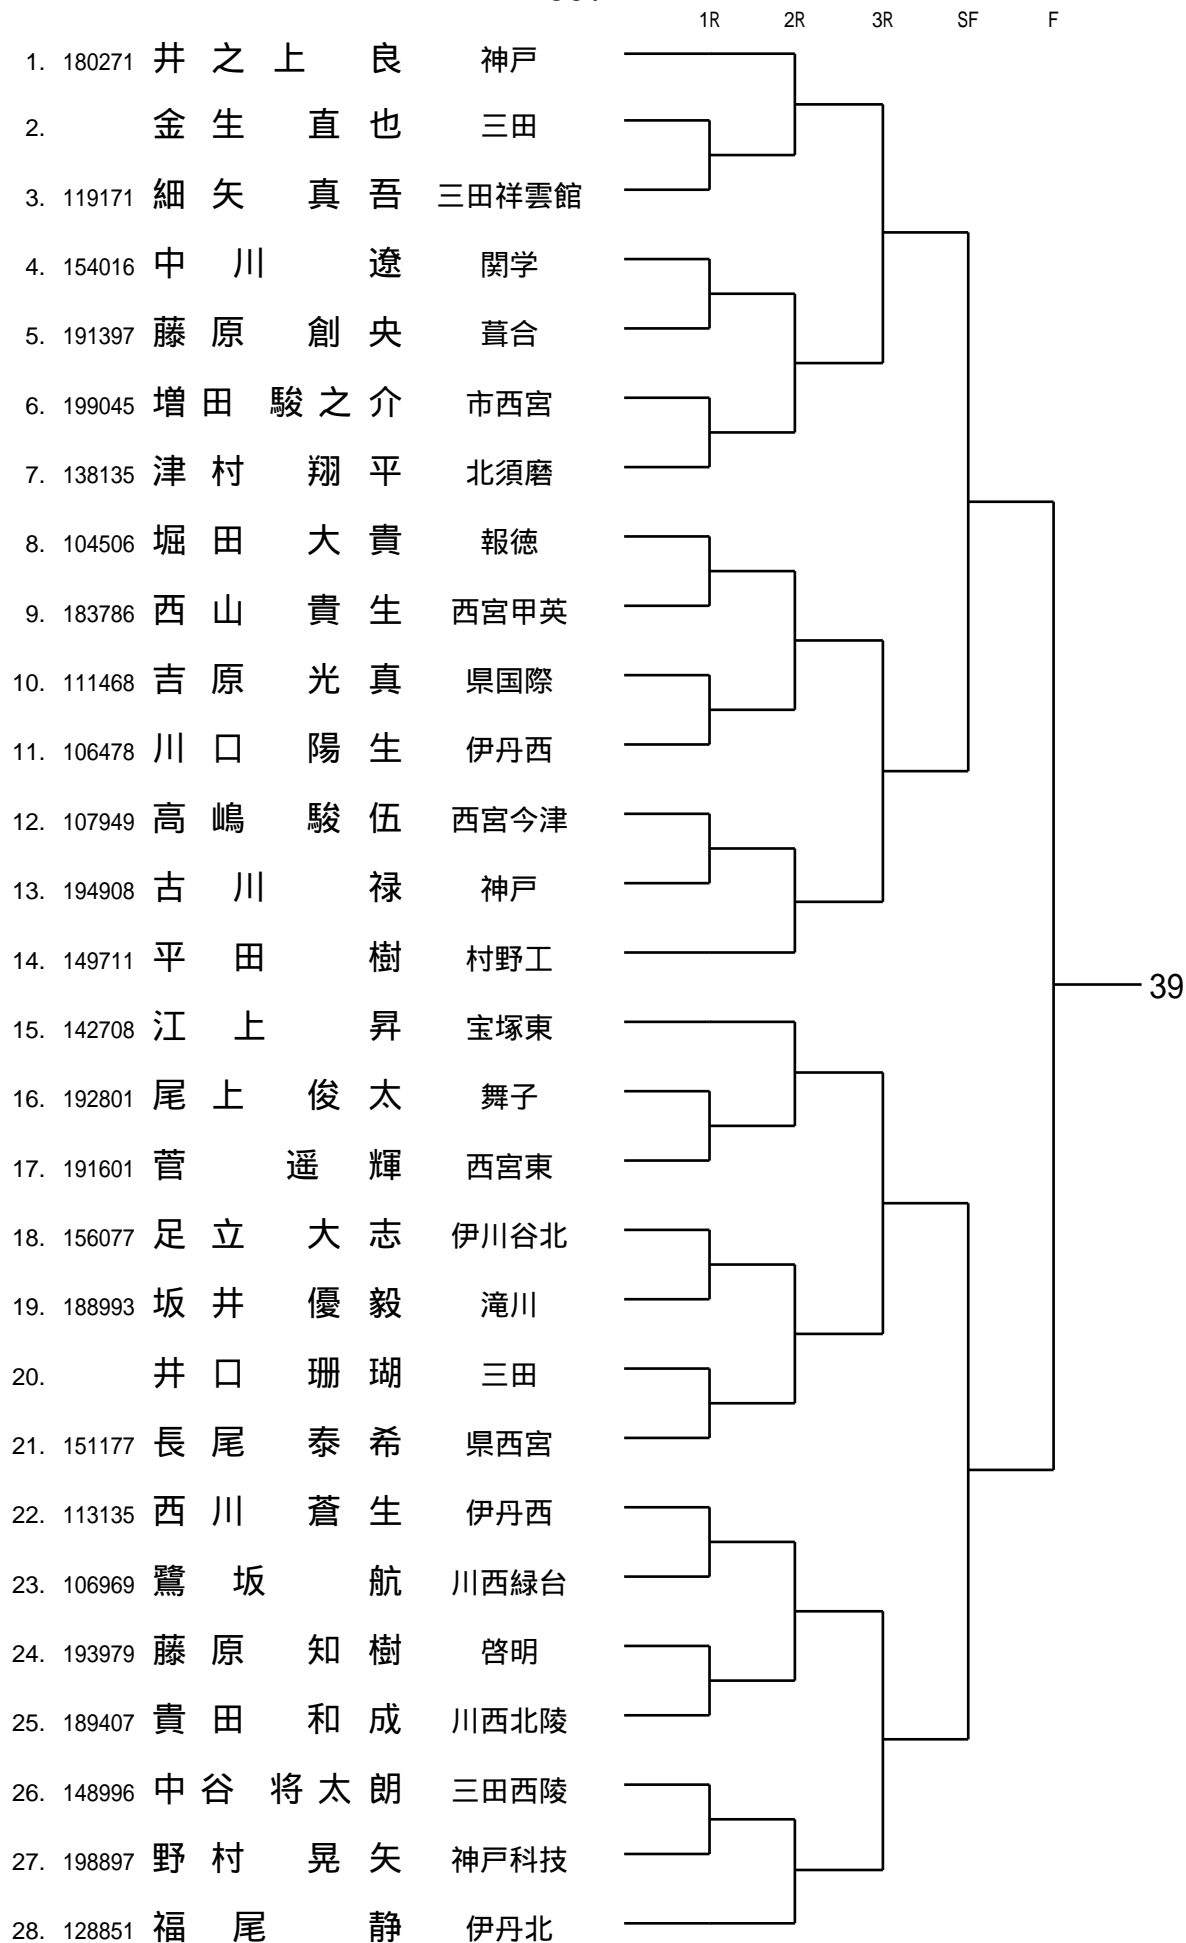 1R 2R 3R SF F
1. 180271 井之上 良 神戸
2. 金生 直也 三田
3. 119171 細矢 真吾 三田祥雲館
4. 154016 中川 遼 関学
5. 191397 藤原 創央 葺合
6. 199045 増田 駿之介 市西宮
7. 138135 津村 翔平 北須磨
8. 104506 堀田 大貴 報徳
9. 183786 西山 貴生 西宮甲英
10. 111468 吉原 光真 県国際
11. 106478 川口 陽生 伊丹西
12. 107949 高嶋 駿伍 西宮今津
13. 194908 古川 禄 神戸
14. 149711 平田 樹 村野工
39
15. 142708 江上 昇 宝塚東
16. 192801 尾上 俊太 舞子
17. 191601 菅 遥輝 西宮東
18. 156077 足立 大志 伊川谷北
19. 188993 坂井 優毅 滝川
20. 井口 珊瑚 三田
21. 151177 長尾 泰希 県西宮
22. 113135 西川 蒼生 伊丹西
23. 106969 鷺坂 航 川西緑台
24. 193979 藤原 知樹 啓明
25. 189407 貴田 和成 川西北陵
26. 148996 中谷 将太朗 三田西陵
27. 198897 野村 晃矢 神戸科技
28. 128851 福尾 静 伊丹北